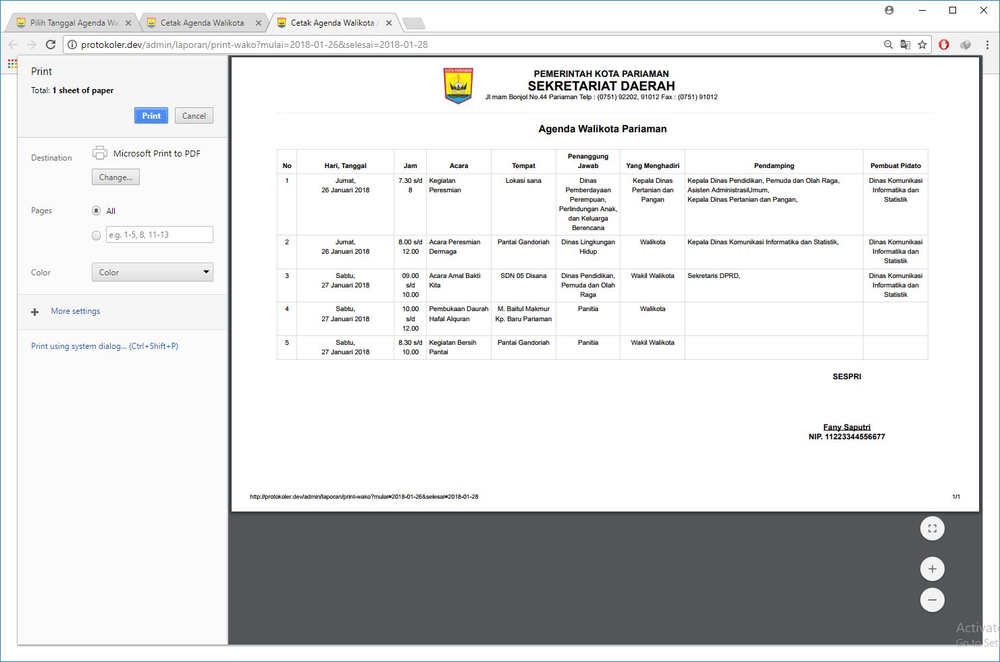 Pilih Tanggal Agenda Wa
Cetak Agenda Walikota
Cetak Agenda Walikota /
protokoler.dev/admin/laporan/print-wako?mulai=2018-01-26&selesai=2018-01-28
Print
Total: 1 sheet of paper
Print
Cancel
Destination
Microsoft Print to PDF
Change...
Pages
All
e.g. 1-5, 8, 11-13
Color
Color
More settings
Print using system dialog... (Ctrl+Shift+P)
KOTA PARIAMAN
PEMERINTAH KOTA PARIAMAN
SEKRETARIAT DAERAH
Jl mam Bonjol No.44 Pariaman Telp : (0751) 92202, 91012 Fax : (0751) 91012
Agenda Walikota Pariaman
No Hari, Tanggal Jam Acara Tempat Penanggung Jawab Yang Menghadiri Pendamping Pembuat Pidato
1 Jumat, 26 Januari 2018 7.30 s/d 8 Kegiatan Peresmian Lokasi sana Dinas Pemberdayaan Perempuan, Perlindungan Anak, dan Keluarga Berencana Kepala Dinas Pertanian dan Pangan Kepala Dinas Pendidikan, Pemuda dan Olah Raga, Asisten AdministrasiUmum, Kepala Dinas Pertanian dan Pangan, Dinas Komunikasi Informatika dan Statistik
2 Jumat, 26 Januari 2018 8.00 s/d 12.00 Acara Peresmian Dermaga Pantai Gandoriah Dinas Lingkungan Hidup Walikota Kepala Dinas Komunikasi Informatika dan Statistik, Dinas Komunikasi Informatika dan Statistik
3 Sabtu, 27 Januari 2018 09.00 s/d 10.00 Acara Amal Bakti Kita SDN 05 Disana Dinas Pendidikan, Pemuda dan Olah Raga Wakil Walikota Sekretaris DPRD, Dinas Komunikasi Informatika dan Statistik
4 Sabtu, 27 Januari 2018 10.00 s/d 12.00 Pembukaan Daurah Hafal Alquran M. Baitul Makmur Kp. Baru Pariaman Panitia Walikota
5 Sabtu, 27 Januari 2018 8.30 s/d 10.00 Kegiatan Bersih Pantai Pantai Gandoriah Panitia Wakil Walikota
SESPRI
Fany Saputri
NIP. 11223344556677
http://protokoler.dev/admin/laporan/print-wako?mulai=2018-01-26&selesai=2018-01-28
1/1
Activate
Go to Sett